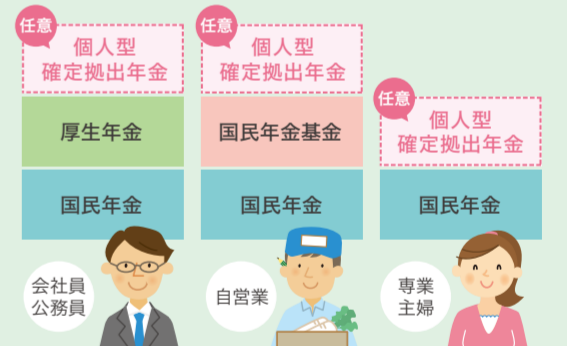 任意
個人型
確定拠出年金
厚生年金
国民年金
会社員
公務員
任意
個人型
確定拠出年金
国民年金基金
国民年金
自営業
任意
個人型
確定拠出年金
国民年金
専業
主婦